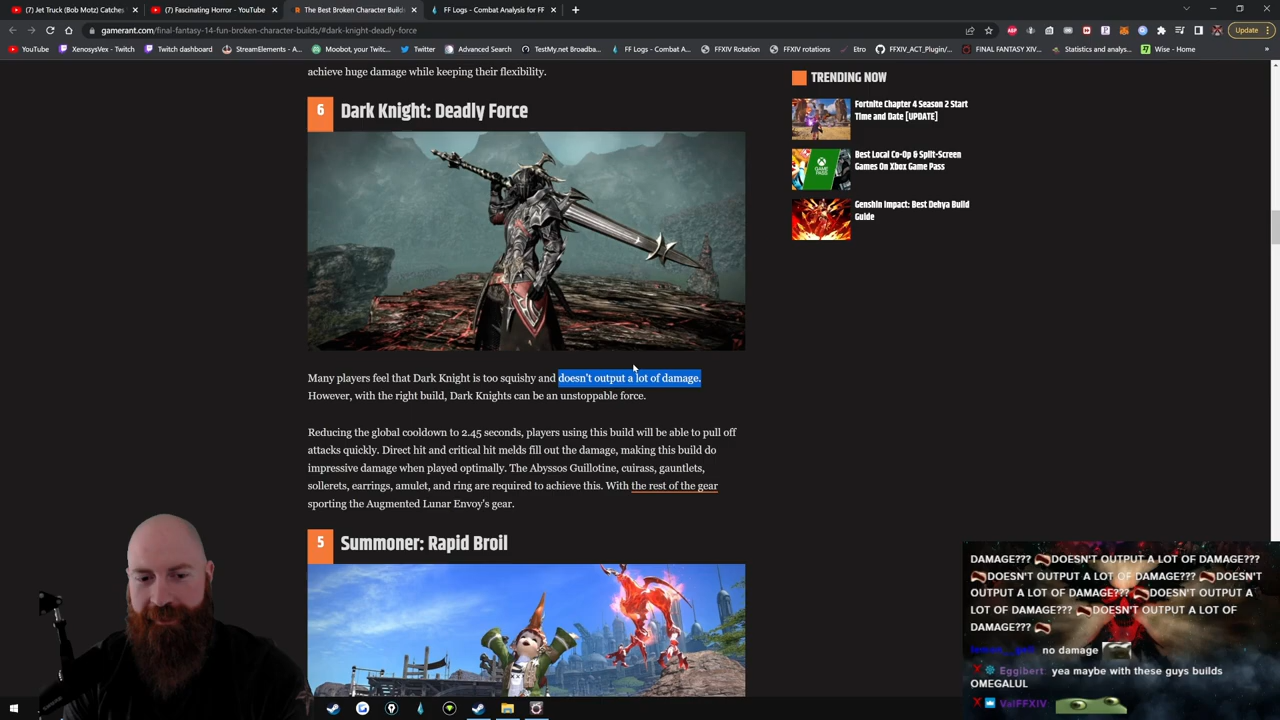 (7) Jet Truck (Bob Motz) Catches
(7) Fascinating Horror - YouTube
The Best Broken Character Builds
FF Logs - Combat Analysis for FF
gamerant.com/final-fantasy-14-fun-broken-character-builds/#dark-knight-deadly-force
Update
YouTube
XenosysVex - Twitch
Twitch dashboard
StreamElements - A...
Moobot, your Twitc...
Twitter
Advanced Search
TestMy.net Broadba...
FF Logs - Combat A...
FFXIV Rotation
FFXIV rotations
Etro
FFXIV_ACT_Plugin/...
FINAL FANTASY XIV...
Statistics and analys...
Wise - Home
achieve huge damage while keeping their flexibility.
6 Dark Knight: Deadly Force
Many players feel that Dark Knight is too squishy and doesn't output a lot of damage.
However, with the right build, Dark Knights can be an unstoppable force.
Reducing the global cooldown to 2.45 seconds, players using this build will be able to pull off
attacks quickly. Direct hit and critical hit melds fill out the damage, making this build do
impressive damage when played optimally. The Abyssos Guillotine, cuirass, gauntlets,
sollerets, earrings, amulet, and ring are required to achieve this. With the rest of the gear
sporting the Augmented Lunar Envoy's gear.
5 Summoner: Rapid Broil
TRENDING NOW
Fortnite Chapter 4 Season 2 Start
Time and Date [UPDATE]
Best Local Co-Op & Split-Screen
Games On Xbox Game Pass
Genshin Impact: Best Dehya Build
Guide
DAMAGE??? DOESN'T OUTPUT A LOT OF DAMAGE???
DOESN'T OUTPUT A LOT OF DAMAGE??? DOESN'T
OUTPUT A LOT OF DAMAGE??? DOESN'T OUTPUT A
LOT OF DAMAGE??? DOESN'T OUTPUT A LOT OF
DAMAGE???
no damage
Eggibert: yea maybe with these guys builds
OMEGALUL
ValFFXIV: